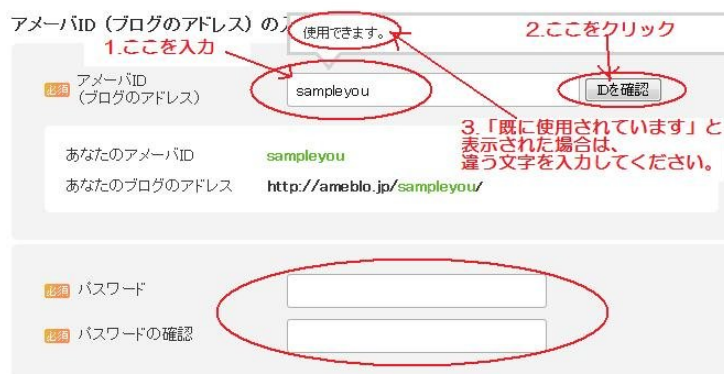 アメーバID（ブログのアドレス）の
使用できます。
1.ここを入力
2.ここをクリック
必須 アメーバID
（ブログのアドレス）
sampleyou
IDを確認
3.「既に使用されています」と
表示された場合は、
違う文字を入力してください。
あなたのアメーバID sampleyou
あなたのブログのアドレス http://ameblo.jp/sampleyou/
必須 パスワード
必須 パスワードの確認